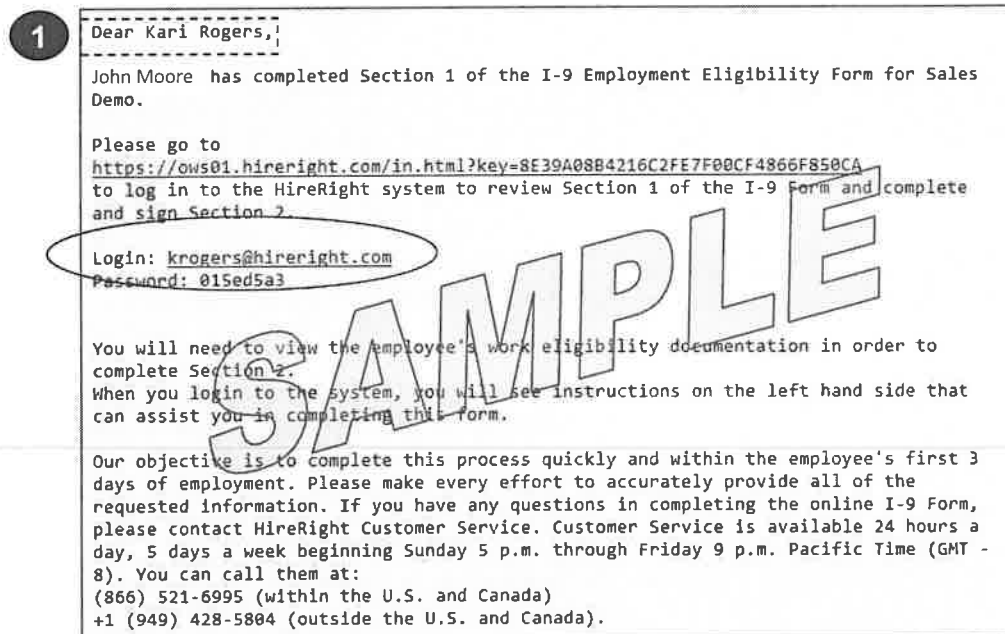 1
Dear Kari Rogers,
John Moore has completed Section 1 of the I-9 Employment Eligibility Form for Sales
Demo.
Please go to
https://ows01.hireright.com/in.html?key=8E39A08B4216C2FE7F00CF4866F850CA
to log in to the HireRight system to review Section 1 of the I-9 Form and complete
and sign Section 2.
Login: krogers@hireright.com
Password: 015ed5a3
SAMPLE
You will need to view the employee's work eligibility documentation in order to
complete Section 2.
When you login to the system, you will see instructions on the left hand side that
can assist you in completing this form.
Our objective is to complete this process quickly and within the employee's first 3
days of employment. Please make every effort to accurately provide all of the
requested information. If you have any questions in completing the online I-9 Form,
please contact HireRight Customer Service. Customer Service is available 24 hours a
day, 5 days a week beginning Sunday 5 p.m. through Friday 9 p.m. Pacific Time (GMT -
8). You can call them at:
(866) 521-6995 (within the U.S. and Canada)
+1 (949) 428-5804 (outside the U.S. and Canada).